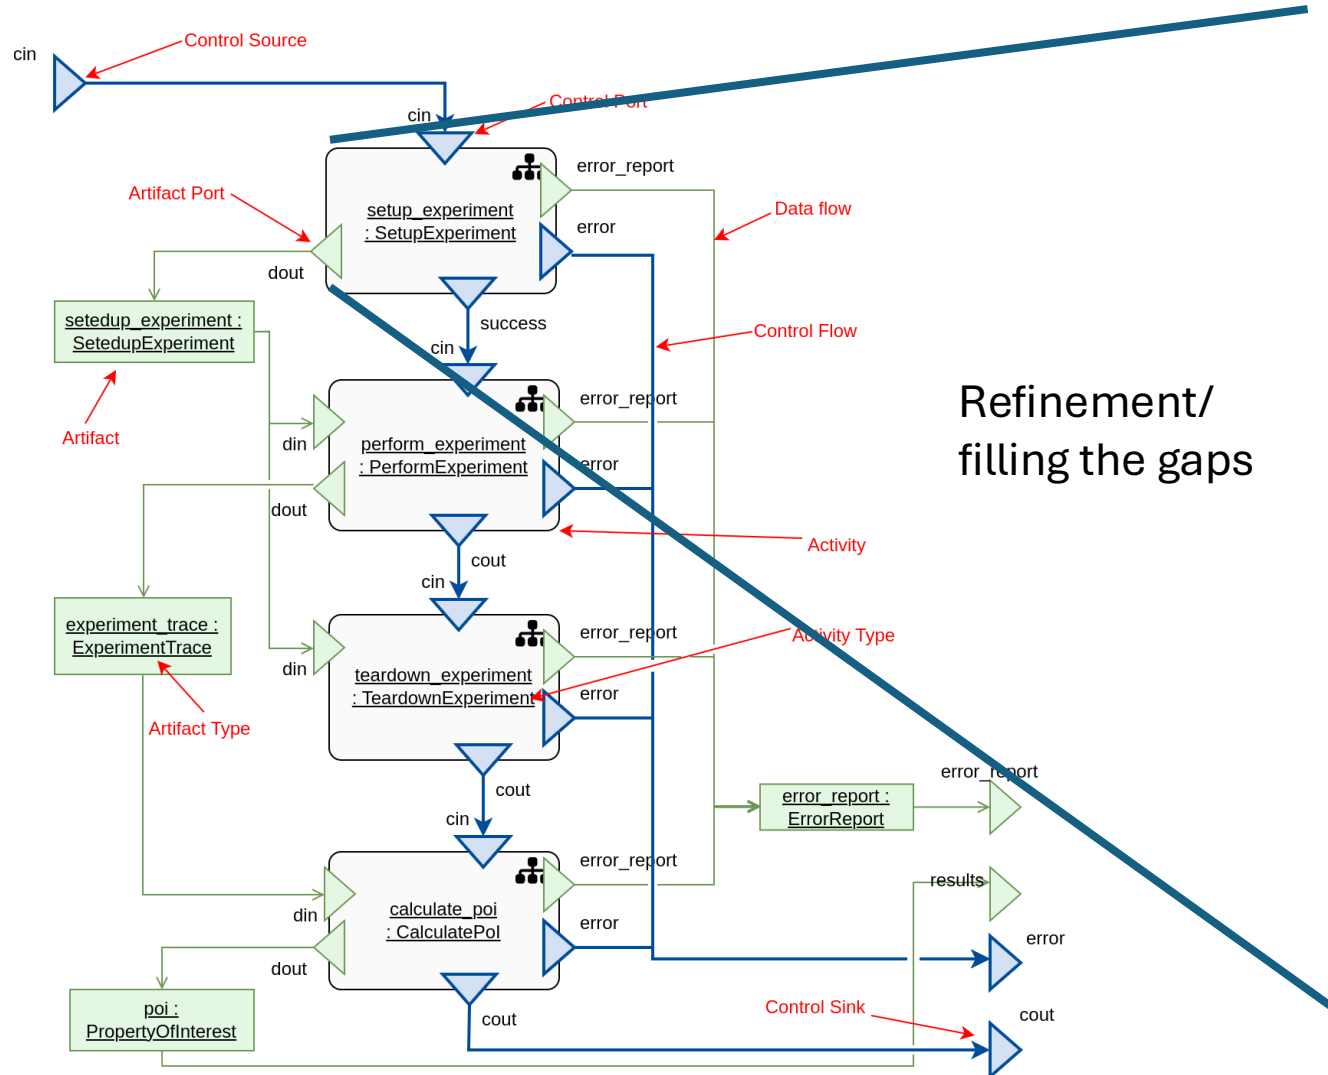 cin
Control Source
cin
Control Port
error_report
Artifact Port
setup_experiment
: SetupExperiment
Data flow
error
dout
setedup_experiment :
SetedupExperiment
success
Control Flow
cin
Refinement/
filling the gaps
error_report
Artifact
din
perform_experiment
: PerformExperiment
error
dout
Activity
cout
cin
experiment_trace :
ExperimentTrace
error_report
Activity Type
din
teardown_experiment
: TeardownExperiment
error
Artifact Type
cout
error_report
error_report :
ErrorReport
cin
error_report
results
din
calculate_poi
: CalculatePoI
error
error
dout
poi :
PropertyOfInterest
cout
Control Sink
cout